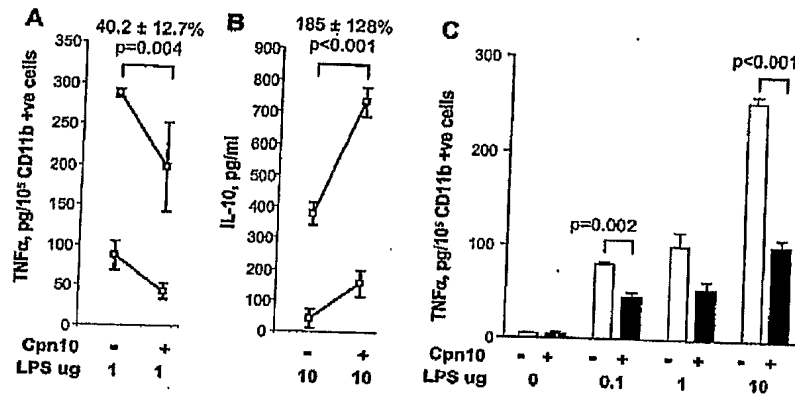 A
40.2 ± 12.7%
p=0.004
TNFα, pg/10⁵ CD11b +ve cells
350
300
250
200
150
100
50
0
Cpn10 - +
LPS ug 1 1
B
185 ± 128%
p<0.001
IL-10, pg/ml
900
800
700
600
500
400
300
200
100
0
- +
10 10
C
p<0.001
TNFα, pg/10⁵ CD11b +ve cells
300
200
100
0
p=0.002
Cpn10 - + - + - + - +
LPS ug 0 0.1 1 10